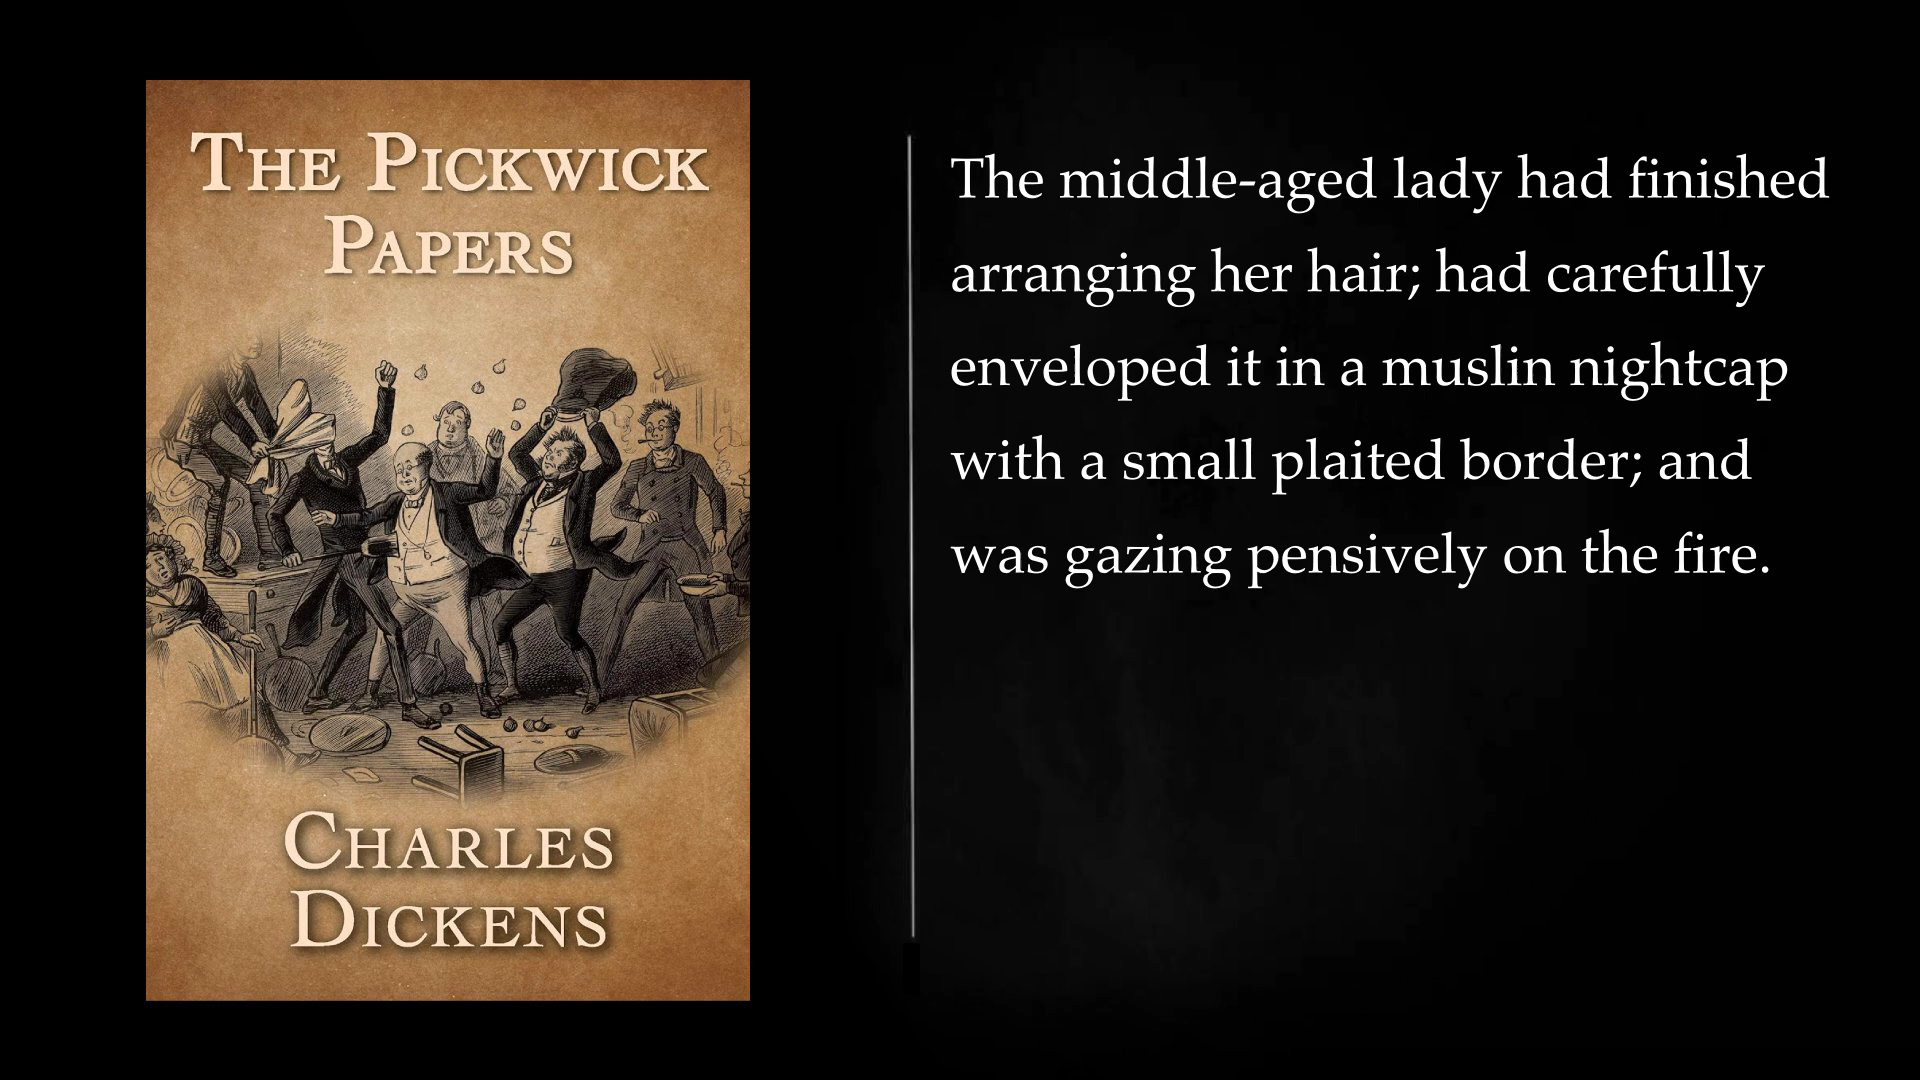 The Pickwick
Papers
Charles
Dickens
The middle-aged lady had finished
arranging her hair; had carefully
enveloped it in a muslin nightcap
with a small plaited border; and
was gazing pensively on the fire.